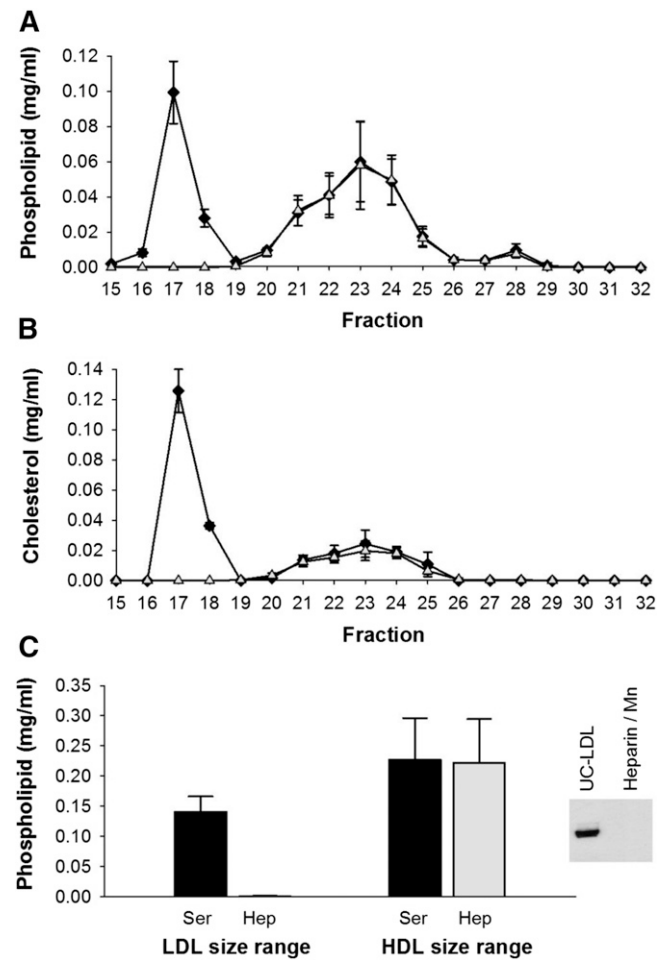 A
Phospholipid (mg/ml)
0.12
0.10
0.08
0.06
0.04
0.02
0.00
15 16 17 18 19 20 21 22 23 24 25 26 27 28 29 30 31 32
Fraction
B
Cholesterol (mg/ml)
0.14
0.12
0.10
0.08
0.06
0.04
0.02
0.00
15 16 17 18 19 20 21 22 23 24 25 26 27 28 29 30 31 32
Fraction
C
Phospholipid (mg/ml)
0.35
0.30
0.25
0.20
0.15
0.10
0.05
0.00
Ser Hep Ser Hep
LDL size range HDL size range
UC-LDL
Heparin / Mn